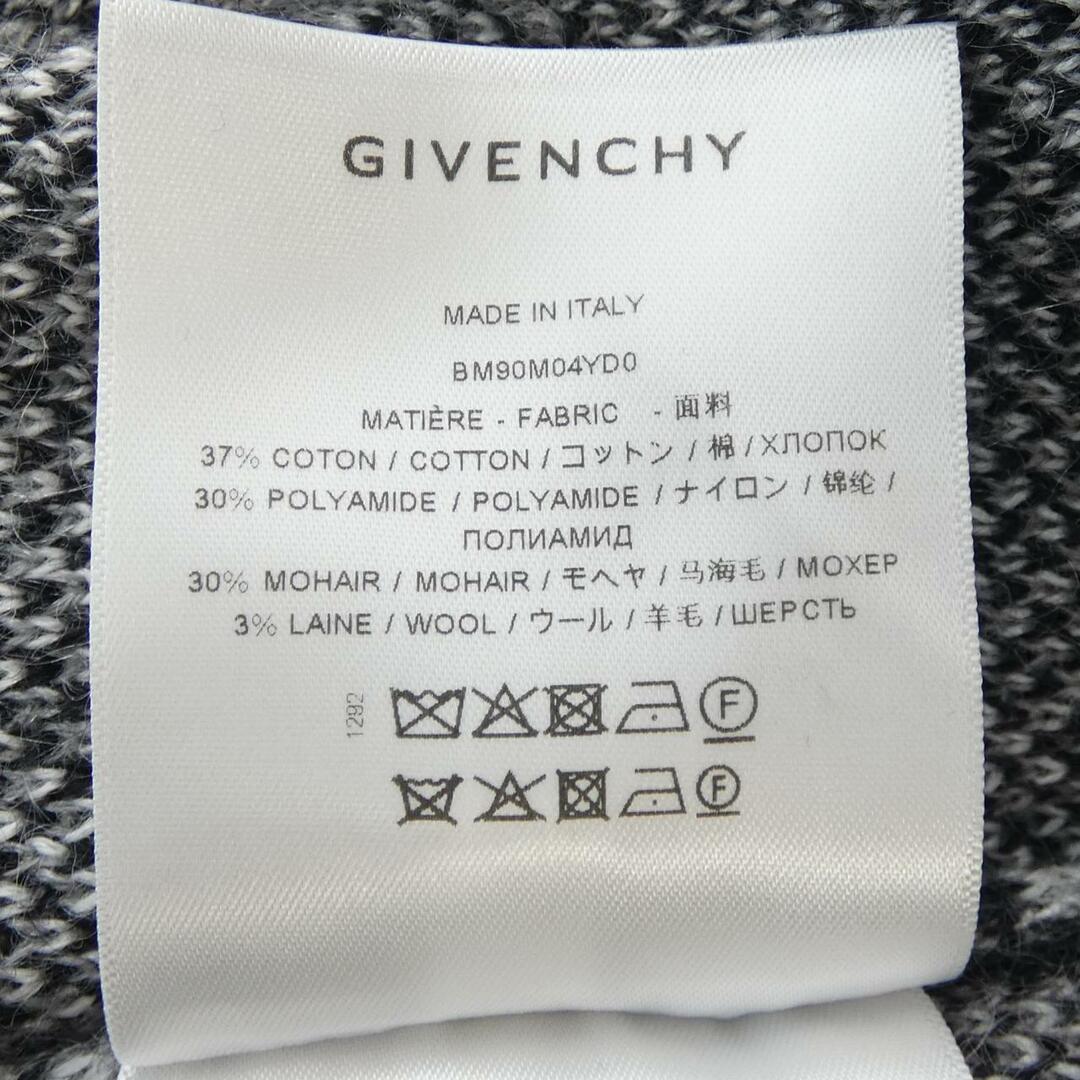 GIVENCHY
MADE IN ITALY
BM90M04YD0
MATIÈRE - FABRIC - 面料
37% COTON / COTTON / コットン / 棉 / ХЛОПОК
30% POLYAMIDE / POLYAMIDE / ナイロン / 锦纶 /
ПОЛИАМИД
30% MOHAIR / MOHAIR / モヘヤ / 马海毛 / МОХЕР
3% LAINE / WOOL / ウール / 羊毛 / ШЕРСТЬ
1292
F
F